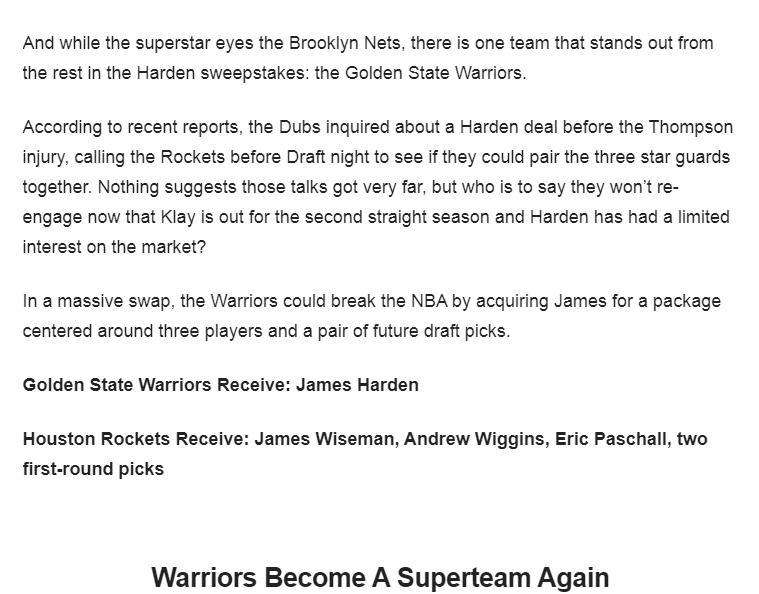 And while the superstar eyes the Brooklyn Nets, there is one team that stands out from
the rest in the Harden sweepstakes: the Golden State Warriors.
According to recent reports, the Dubs inquired about a Harden deal before the Thompson
injury, calling the Rockets before Draft night to see if they could pair the three star guards
together. Nothing suggests those talks got very far, but who is to say they won’t re-
engage now that Klay is out for the second straight season and Harden has had a limited
interest on the market?
In a massive swap, the Warriors could break the NBA by acquiring James for a package
centered around three players and a pair of future draft picks.
Golden State Warriors Receive: James Harden
Houston Rockets Receive: James Wiseman, Andrew Wiggins, Eric Paschall, two
first-round picks
Warriors Become A Superteam Again